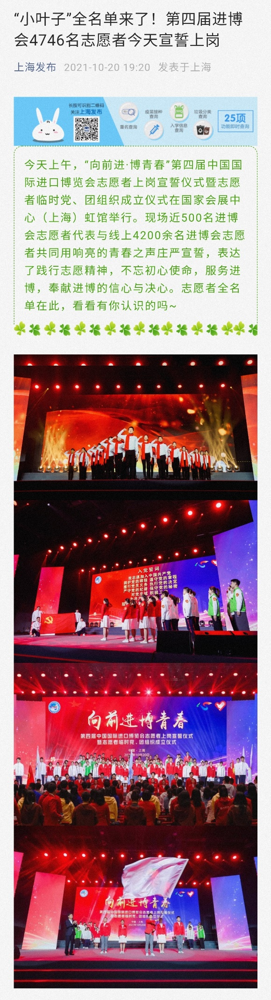 “小叶子”全名单来了！第四届进博
会4746名志愿者今天宣誓上岗
上海发布 2021-10-20 19:20 发表于上海
长按可识别二维码
关注上海发布
重名查询
疫苗接种
查询
入学信息
查询
垃圾分类
查询
25项
功能即时查询
今天上午，“向前进·博青春”第四届中国国
际进口博览会志愿者上岗宣誓仪式暨志愿
者临时党、团组织成立仪式在国家会展中
心（上海）虹馆举行。现场近500名进博
会志愿者代表与线上4200余名进博会志愿
者共同用响亮的青春之声庄严宣誓，表达
了践行志愿精神，不忘初心使命，服务进
博，奉献进博的信心与决心。志愿者全名
单在此，看看有你认识的吗~
入党誓词
我志愿加入中国共产党
拥护党的纲领 遵守党的章程
履行党员义务 执行党的决定
严守党的纪律 保守党的秘密
对党忠诚 积极工
向前进博青春
第四届中国国际进口博览会志愿者上岗宣誓仪式
暨志愿者临时党、团组织成立仪式
中国·上海
年10月20日
向前进博青春
第四届中国国际进口博览会志愿者上岗宣誓仪式
暨志愿者临时党、团组织成立仪式
中国·上海
2021年10月20日